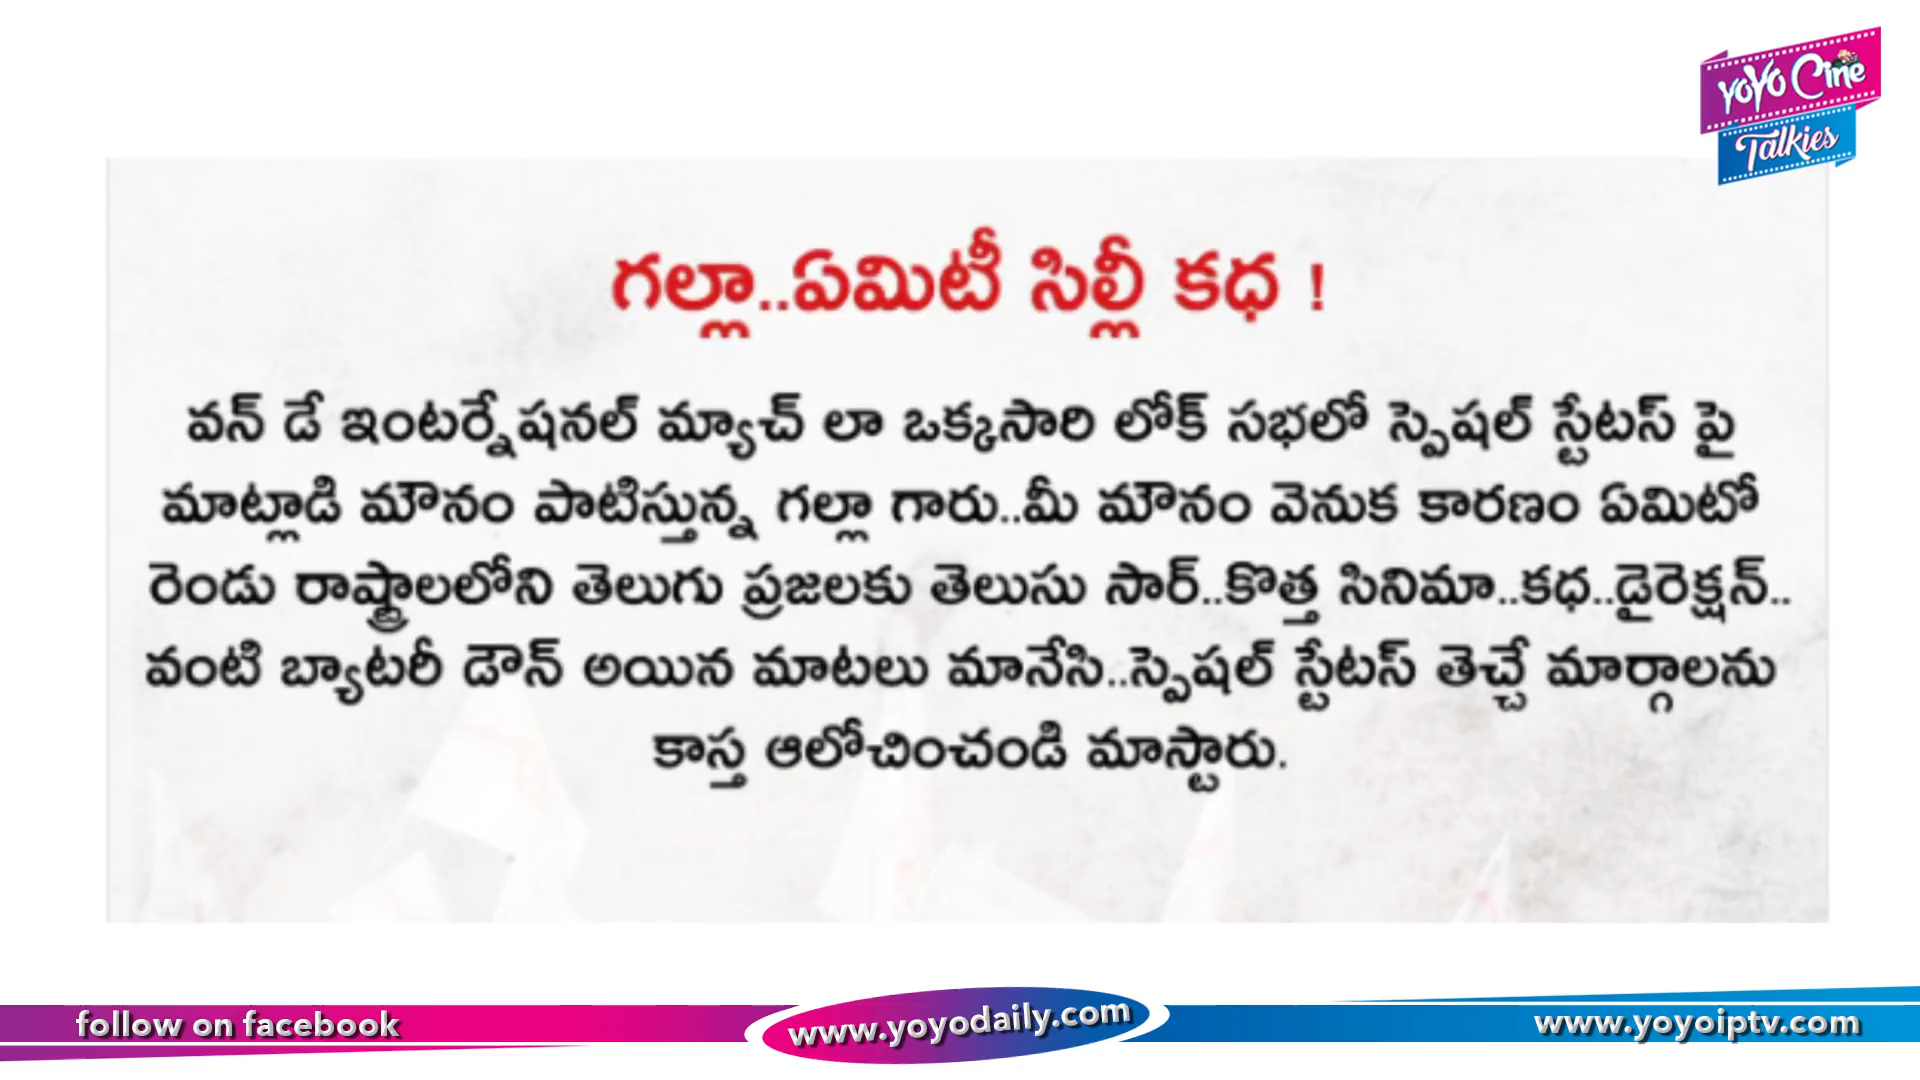 YOYO Cine
Talkies
గల్లా..ఏమిటీ సిల్లీ కధ !
వన్ డే ఇంటర్నేషనల్ మ్యాచ్ లా ఒక్కసారి లోక్ సభలో స్పెషల్ స్టేటస్ పై
మాట్లాడి మౌనం పాటిస్తున్న గల్లా గారు..మీ మౌనం వెనుక కారణం ఏమిటో
రెండు రాష్ట్రాలలోని తెలుగు ప్రజలకు తెలుసు సార్..కొత్త సినిమా..కధ..డైరెక్షన్..
వంటి బ్యాటరీ డౌన్ అయిన మాటలు మానేసి..స్పెషల్ స్టేటస్ తెచ్చే మార్గాలను
కాస్త ఆలోచించండి మాస్టారు.
follow on facebook
www.yoyodaily.com
www.yoyoiptv.com